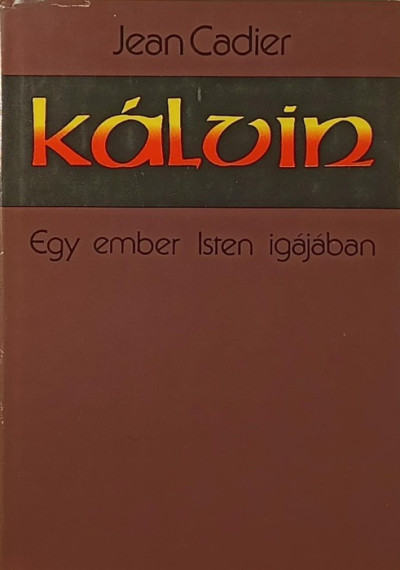 Jean Cadier
kálvin
Egy ember Isten igájában